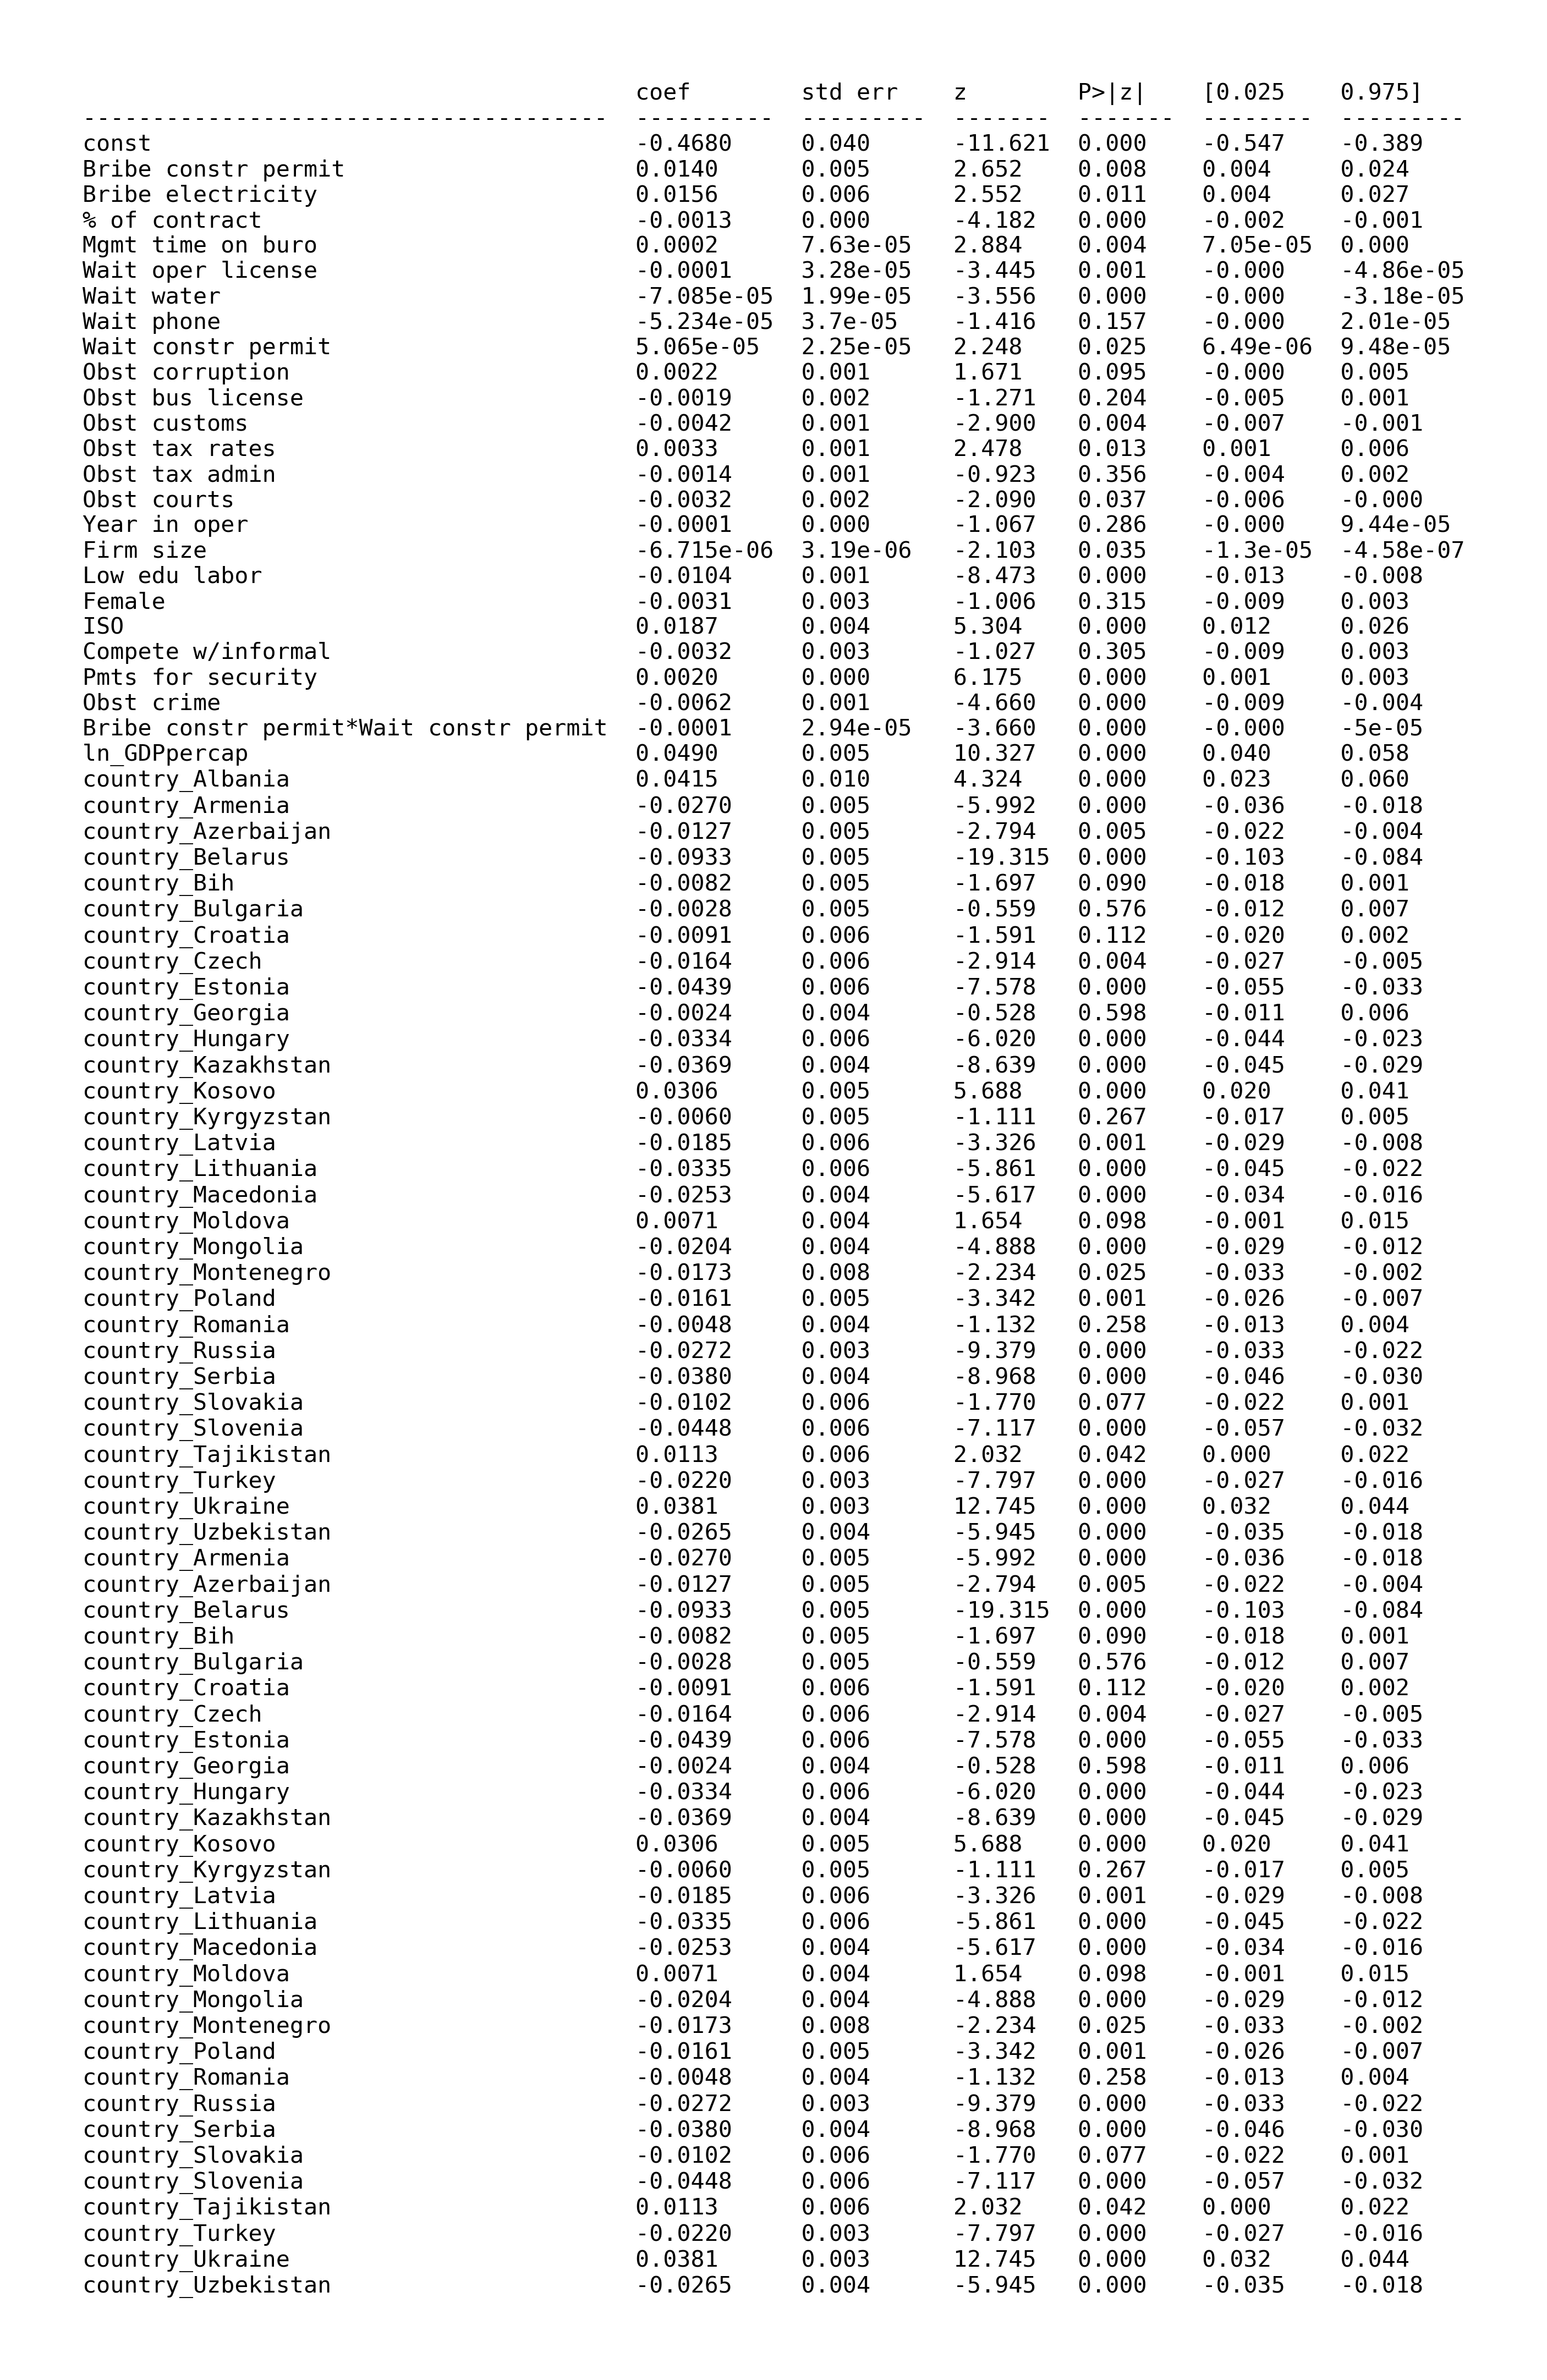 coef std err z P>|z| [0.025 0.975]
-------------------------------------- ---------- --------- ------- ------- -------- ---------
const -0.4680 0.040 -11.621 0.000 -0.547 -0.389
Bribe constr permit 0.0140 0.005 2.652 0.008 0.004 0.024
Bribe electricity 0.0156 0.006 2.552 0.011 0.004 0.027
% of contract -0.0013 0.000 -4.182 0.000 -0.002 -0.001
Mgmt time on buro 0.0002 7.63e-05 2.884 0.004 7.05e-05 0.000
Wait oper license -0.0001 3.28e-05 -3.445 0.001 -0.000 -4.86e-05
Wait water -7.085e-05 1.99e-05 -3.556 0.000 -0.000 -3.18e-05
Wait phone -5.234e-05 3.7e-05 -1.416 0.157 -0.000 2.01e-05
Wait constr permit 5.065e-05 2.25e-05 2.248 0.025 6.49e-06 9.48e-05
Obst corruption 0.0022 0.001 1.671 0.095 -0.000 0.005
Obst bus license -0.0019 0.002 -1.271 0.204 -0.005 0.001
Obst customs -0.0042 0.001 -2.900 0.004 -0.007 -0.001
Obst tax rates 0.0033 0.001 2.478 0.013 0.001 0.006
Obst tax admin -0.0014 0.001 -0.923 0.356 -0.004 0.002
Obst courts -0.0032 0.002 -2.090 0.037 -0.006 -0.000
Year in oper -0.0001 0.000 -1.067 0.286 -0.000 9.44e-05
Firm size -6.715e-06 3.19e-06 -2.103 0.035 -1.3e-05 -4.58e-07
Low edu labor -0.0104 0.001 -8.473 0.000 -0.013 -0.008
Female -0.0031 0.003 -1.006 0.315 -0.009 0.003
ISO 0.0187 0.004 5.304 0.000 0.012 0.026
Compete w/informal -0.0032 0.003 -1.027 0.305 -0.009 0.003
Pmts for security 0.0020 0.000 6.175 0.000 0.001 0.003
Obst crime -0.0062 0.001 -4.660 0.000 -0.009 -0.004
Bribe constr permit*Wait constr permit -0.0001 2.94e-05 -3.660 0.000 -0.000 -5e-05
ln_GDPpercap 0.0490 0.005 10.327 0.000 0.040 0.058
country_Albania 0.0415 0.010 4.324 0.000 0.023 0.060
country_Armenia -0.0270 0.005 -5.992 0.000 -0.036 -0.018
country_Azerbaijan -0.0127 0.005 -2.794 0.005 -0.022 -0.004
country_Belarus -0.0933 0.005 -19.315 0.000 -0.103 -0.084
country_Bih -0.0082 0.005 -1.697 0.090 -0.018 0.001
country_Bulgaria -0.0028 0.005 -0.559 0.576 -0.012 0.007
country_Croatia -0.0091 0.006 -1.591 0.112 -0.020 0.002
country_Czech -0.0164 0.006 -2.914 0.004 -0.027 -0.005
country_Estonia -0.0439 0.006 -7.578 0.000 -0.055 -0.033
country_Georgia -0.0024 0.004 -0.528 0.598 -0.011 0.006
country_Hungary -0.0334 0.006 -6.020 0.000 -0.044 -0.023
country_Kazakhstan -0.0369 0.004 -8.639 0.000 -0.045 -0.029
country_Kosovo 0.0306 0.005 5.688 0.000 0.020 0.041
country_Kyrgyzstan -0.0060 0.005 -1.111 0.267 -0.017 0.005
country_Latvia -0.0185 0.006 -3.326 0.001 -0.029 -0.008
country_Lithuania -0.0335 0.006 -5.861 0.000 -0.045 -0.022
country_Macedonia -0.0253 0.004 -5.617 0.000 -0.034 -0.016
country_Moldova 0.0071 0.004 1.654 0.098 -0.001 0.015
country_Mongolia -0.0204 0.004 -4.888 0.000 -0.029 -0.012
country_Montenegro -0.0173 0.008 -2.234 0.025 -0.033 -0.002
country_Poland -0.0161 0.005 -3.342 0.001 -0.026 -0.007
country_Romania -0.0048 0.004 -1.132 0.258 -0.013 0.004
country_Russia -0.0272 0.003 -9.379 0.000 -0.033 -0.022
country_Serbia -0.0380 0.004 -8.968 0.000 -0.046 -0.030
country_Slovakia -0.0102 0.006 -1.770 0.077 -0.022 0.001
country_Slovenia -0.0448 0.006 -7.117 0.000 -0.057 -0.032
country_Tajikistan 0.0113 0.006 2.032 0.042 0.000 0.022
country_Turkey -0.0220 0.003 -7.797 0.000 -0.027 -0.016
country_Ukraine 0.0381 0.003 12.745 0.000 0.032 0.044
country_Uzbekistan -0.0265 0.004 -5.945 0.000 -0.035 -0.018
country_Armenia -0.0270 0.005 -5.992 0.000 -0.036 -0.018
country_Azerbaijan -0.0127 0.005 -2.794 0.005 -0.022 -0.004
country_Belarus -0.0933 0.005 -19.315 0.000 -0.103 -0.084
country_Bih -0.0082 0.005 -1.697 0.090 -0.018 0.001
country_Bulgaria -0.0028 0.005 -0.559 0.576 -0.012 0.007
country_Croatia -0.0091 0.006 -1.591 0.112 -0.020 0.002
country_Czech -0.0164 0.006 -2.914 0.004 -0.027 -0.005
country_Estonia -0.0439 0.006 -7.578 0.000 -0.055 -0.033
country_Georgia -0.0024 0.004 -0.528 0.598 -0.011 0.006
country_Hungary -0.0334 0.006 -6.020 0.000 -0.044 -0.023
country_Kazakhstan -0.0369 0.004 -8.639 0.000 -0.045 -0.029
country_Kosovo 0.0306 0.005 5.688 0.000 0.020 0.041
country_Kyrgyzstan -0.0060 0.005 -1.111 0.267 -0.017 0.005
country_Latvia -0.0185 0.006 -3.326 0.001 -0.029 -0.008
country_Lithuania -0.0335 0.006 -5.861 0.000 -0.045 -0.022
country_Macedonia -0.0253 0.004 -5.617 0.000 -0.034 -0.016
country_Moldova 0.0071 0.004 1.654 0.098 -0.001 0.015
country_Mongolia -0.0204 0.004 -4.888 0.000 -0.029 -0.012
country_Montenegro -0.0173 0.008 -2.234 0.025 -0.033 -0.002
country_Poland -0.0161 0.005 -3.342 0.001 -0.026 -0.007
country_Romania -0.0048 0.004 -1.132 0.258 -0.013 0.004
country_Russia -0.0272 0.003 -9.379 0.000 -0.033 -0.022
country_Serbia -0.0380 0.004 -8.968 0.000 -0.046 -0.030
country_Slovakia -0.0102 0.006 -1.770 0.077 -0.022 0.001
country_Slovenia -0.0448 0.006 -7.117 0.000 -0.057 -0.032
country_Tajikistan 0.0113 0.006 2.032 0.042 0.000 0.022
country_Turkey -0.0220 0.003 -7.797 0.000 -0.027 -0.016
country_Ukraine 0.0381 0.003 12.745 0.000 0.032 0.044
country_Uzbekistan -0.0265 0.004 -5.945 0.000 -0.035 -0.018